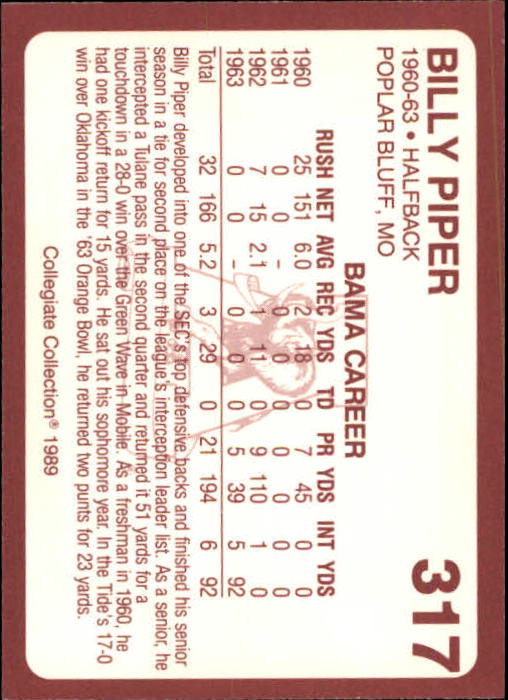 BILLY PIPER
317
1960-63 • HALFBACK
POPLAR BLUFF, MO
BAMA CAREER
RUSH NET AVG REC YDS TD PR YDS INT YDS
1960 25 151 6.0 2 18 0 7 45 0 0
1961 0 0 - 0 0 0 0 0 0 0
1962 7 15 2.1 1 11 0 9 110 1 0
1963 0 0 - 0 0 0 5 39 5 92
Total 32 166 5.2 3 29 0 21 194 6 92
Billy Piper developed into one of the SEC's top defensive backs and finished his senior
season in a tie for second place on the league's interception leader list. As a senior, he
intercepted a Tulane pass in the second quarter and returned it 51 yards for a
touchdown in a 28-0 win over the Green Wave in Mobile. As a freshman in 1960, he
had one kickoff return for 15 yards. He sat out his sophomore year. In the Tide's 17-0
win over Oklahoma in the '63 Orange Bowl, he returned two punts for 23 yards.
Collegiate Collection® 1989